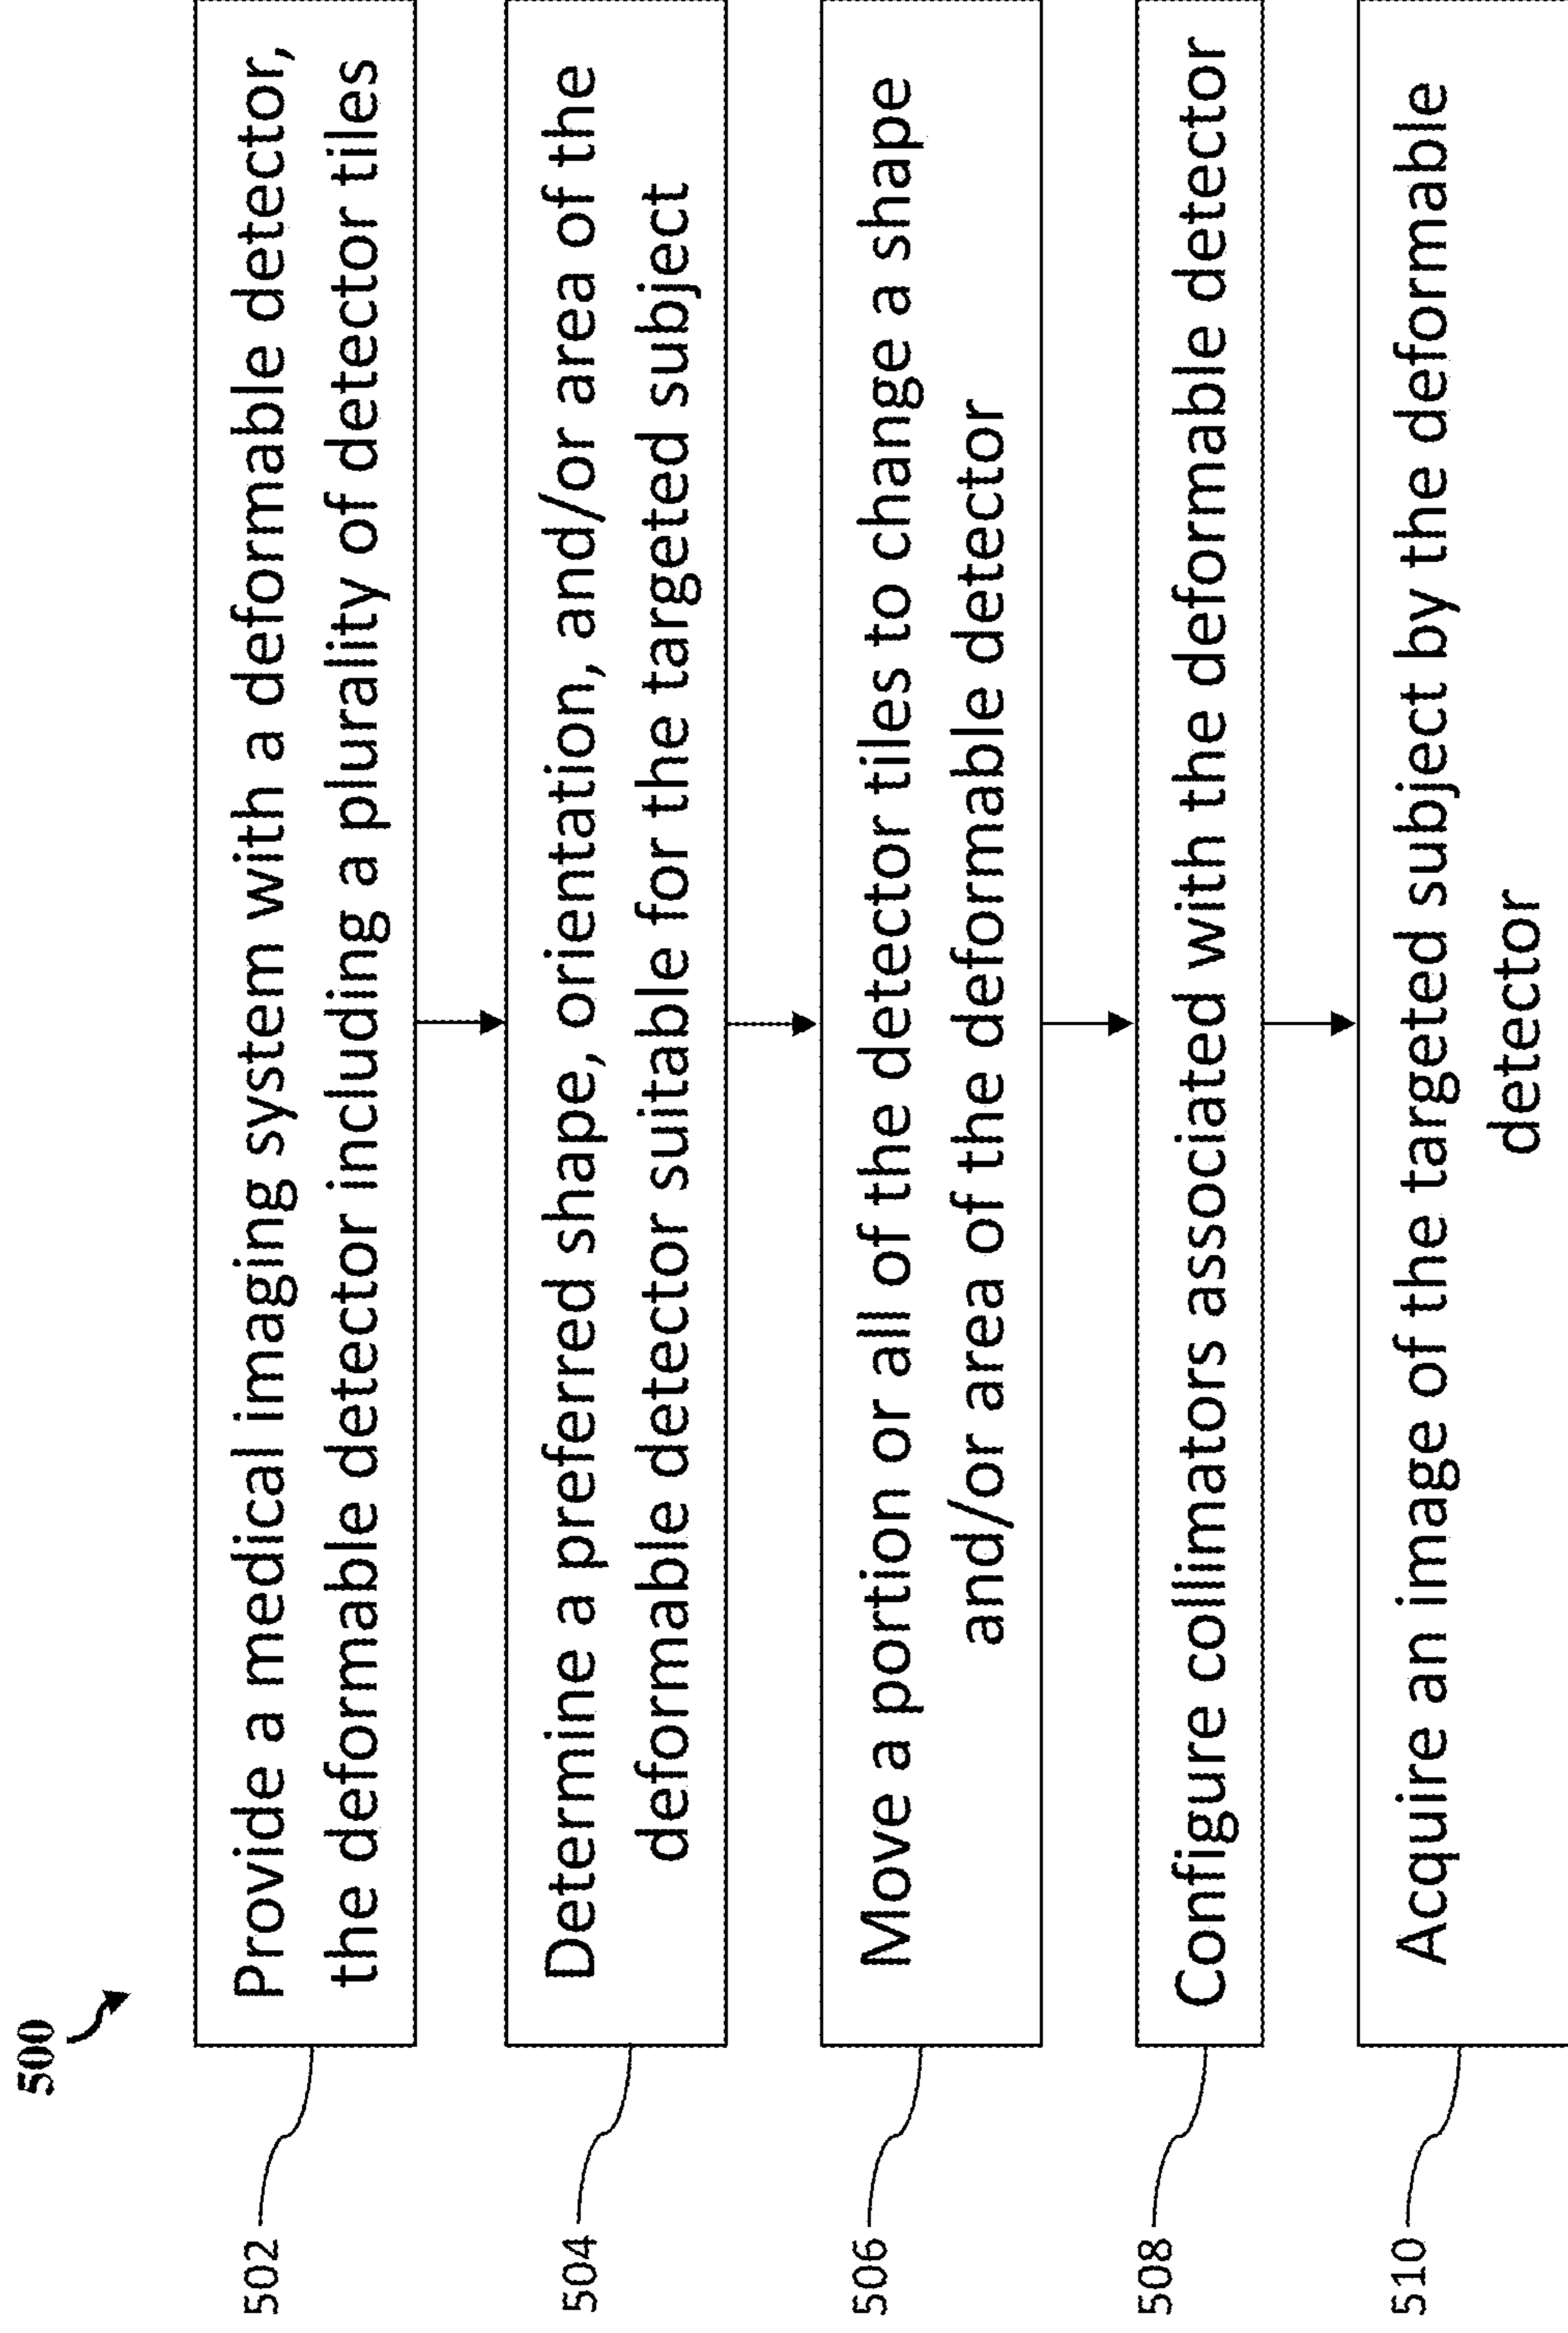 500
502
Provide a medical imaging system with a deformable detector,
the deformable detector including a plurality of detector tiles
504
Determine a preferred shape, orientation, and/or area of the
deformable detector suitable for the targeted subject
506
Move a portion or all of the detector tiles to change a shape
and/or area of the deformable detector
508
Configure collimators associated with the deformable detector
510
Acquire an image of the targeted subject by the deformable
detector